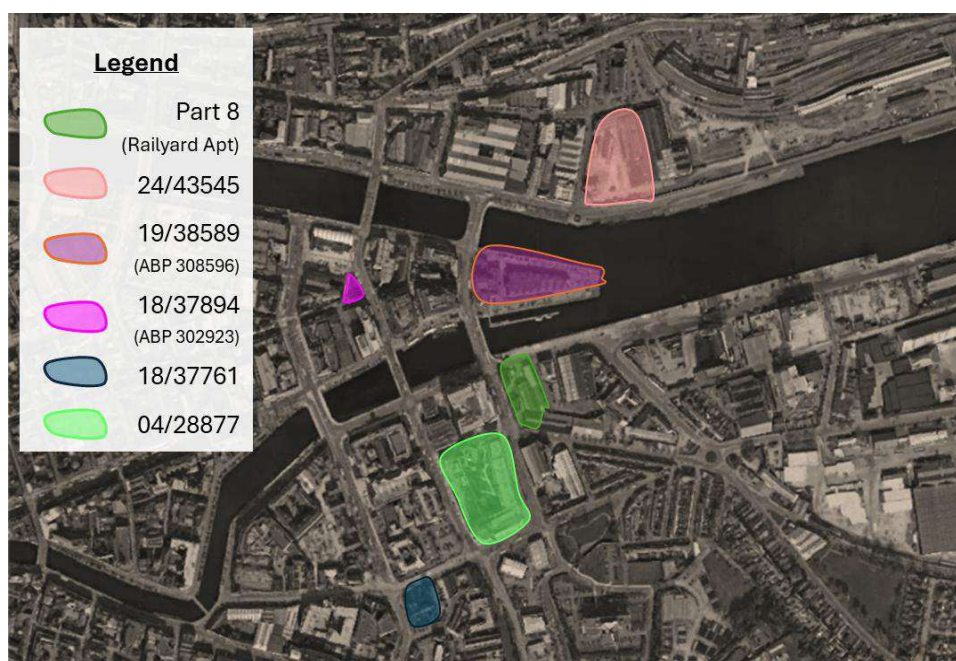 Legend
Part 8
(Railyard Apt)
24/43545
19/38589
(ABP 308596)
18/37894
(ABP 302923)
18/37761
04/28877